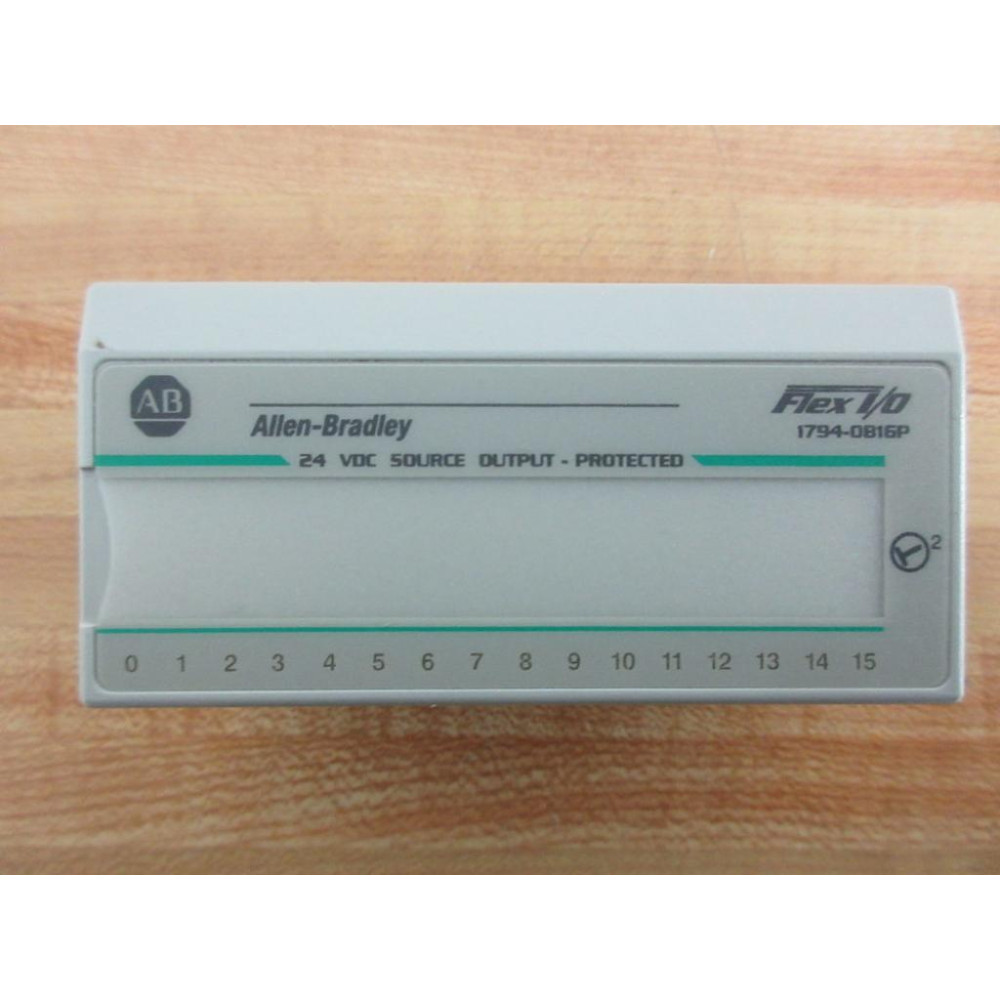 AB
Allen-Bradley
Flex I/O
1794-OB16P
24 VDC SOURCE OUTPUT - PROTECTED
2
0 1 2 3 4 5 6 7 8 9 10 11 12 13 14 15